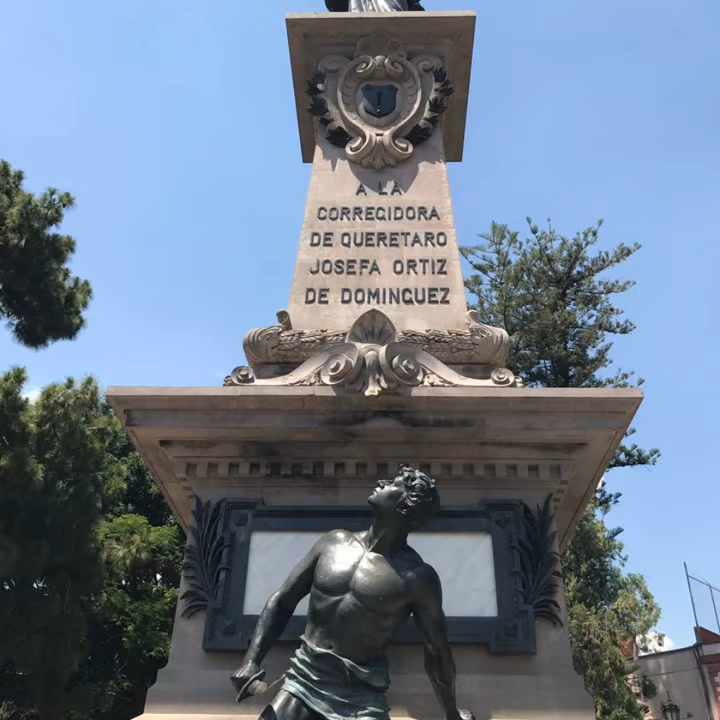 A LA
CORREGIDORA
DE QUERETARO
JOSEFA ORTIZ
DE DOMINGUEZ